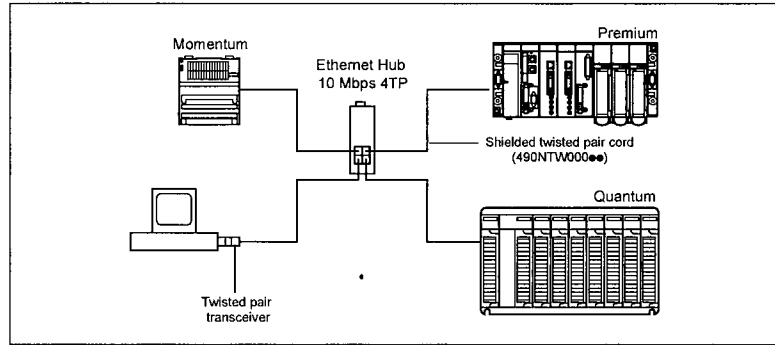 Momentum
Ethernet Hub
10 Mbps 4TP
Premium
Shielded twisted pair cord
(490NTW000●●)
Quantum
Twisted pair
transceiver